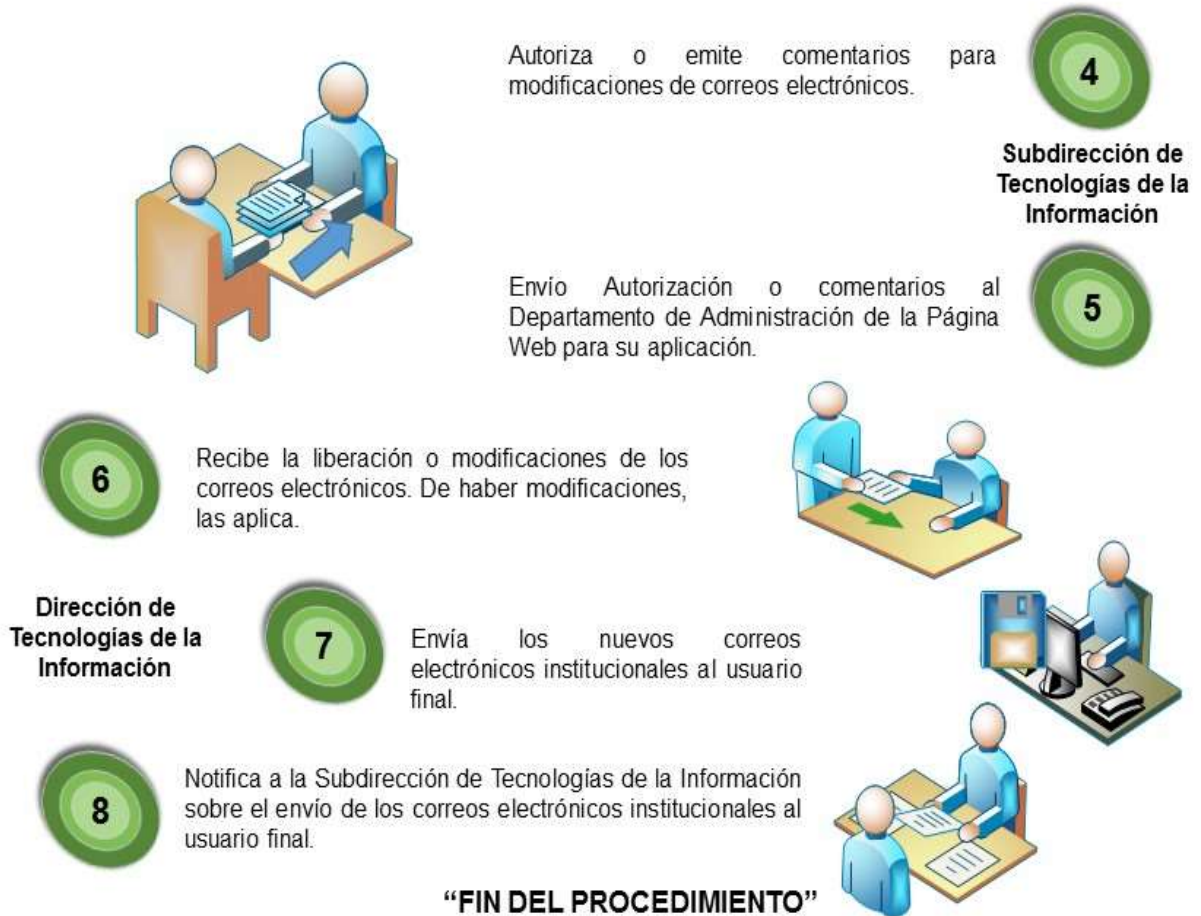 Autoriza o emite comentarios para
modificaciones de correos electrónicos.
4
Subdirección de
Tecnologías de la
Información
Envío Autorización o comentarios al
Departamento de Administración de la Página
Web para su aplicación.
5
6
Recibe la liberación o modificaciones de los
correos electrónicos. De haber modificaciones,
las aplica.
Dirección de
Tecnologías de la
Información
7
Envía los nuevos correos
electrónicos institucionales al usuario
final.
8
Notifica a la Subdirección de Tecnologías de la Información
sobre el envío de los correos electrónicos institucionales al
usuario final.
“FIN DEL PROCEDIMIENTO”